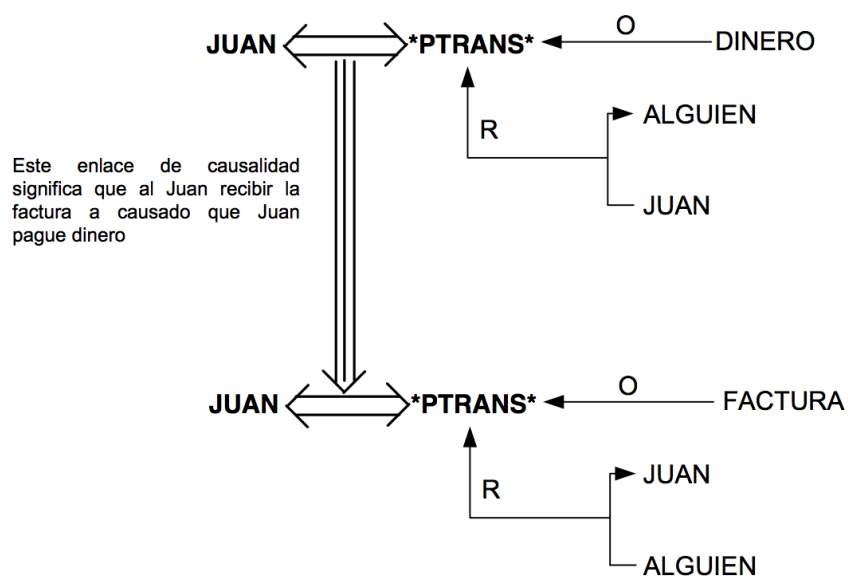 JUAN *PTRANS* O DINERO
R ALGUIEN
JUAN
Este enlace de causalidad
significa que al Juan recibir la
factura a causado que Juan
pague dinero
JUAN *PTRANS* O FACTURA
R JUAN
ALGUIEN